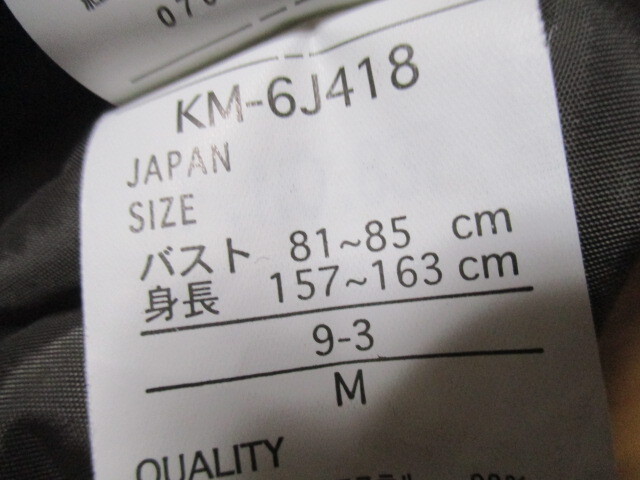 KM-6J418
JAPAN
SIZE
バスト 81~85 cm
身長 157~163 cm
9-3
M
QUALITY